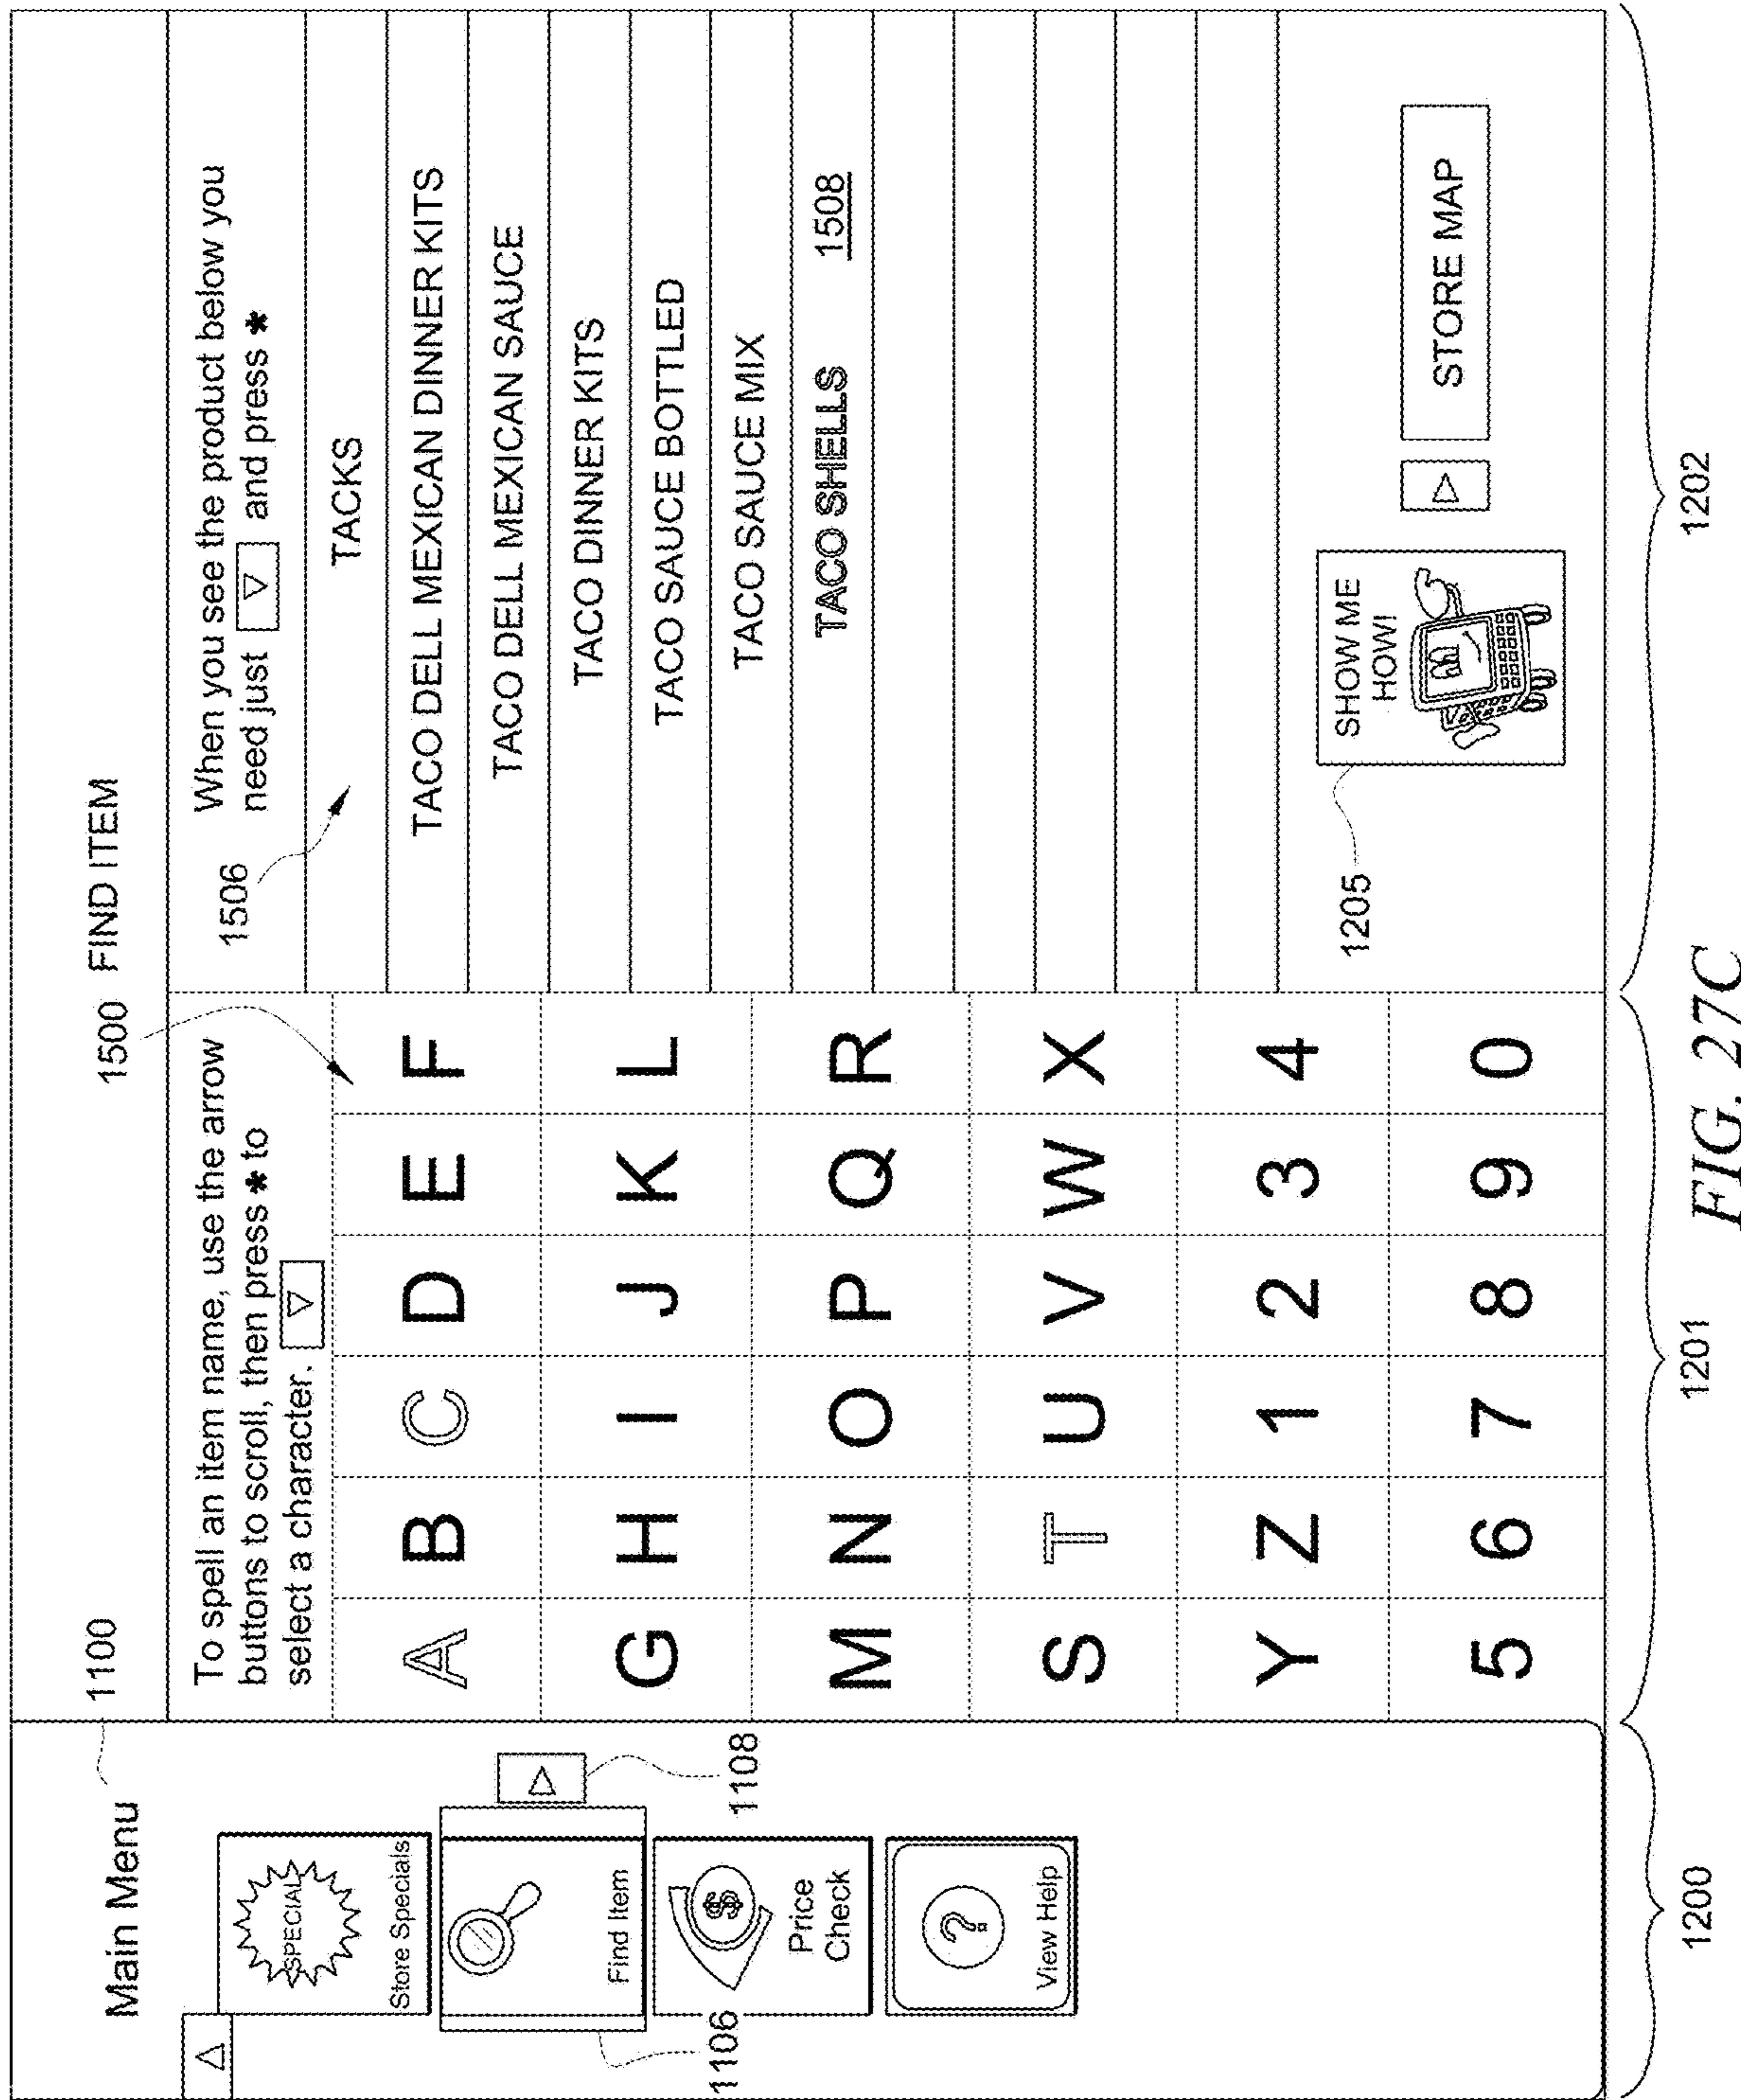 1100
1500 FIND ITEM
Main Menu
SPECIALS
Store Specials
Find Item
Price
Check
View Help
1106
1108
To spell an item name, use the arrow
buttons to scroll, then press * to
select a character.
A B C D E F
G H I J K L
M N O P Q R
S T U V W X
Y Z 1 2 3 4
5 6 7 8 9 0
1506
When you see the product below you
need just and press *
TACKS
TACO DELL MEXICAN DINNER KITS
TACO DELL MEXICAN SAUCE
TACO DINNER KITS
TACO SAUCE BOTTLED
TACO SAUCE MIX
TACO SHELLS 1508
1205
SHOW ME
HOW!
STORE MAP
1200
1201
1202
FIG. 27C